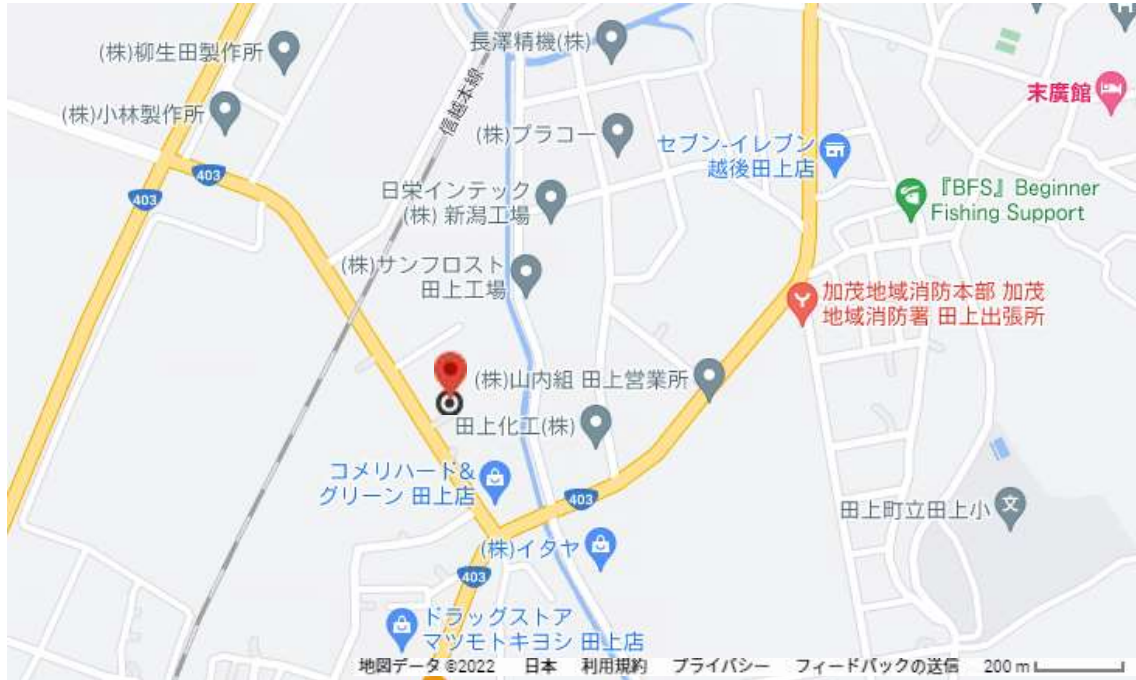 (株)柳生田製作所
長澤精機(株)
(株)小林製作所
信越本線
末廣館
(株)プラコー
セブン-イレブン
越後田上店
403
403
日栄インテック
(株) 新潟工場
『BFS』 Beginner
Fishing Support
(株)サンフロスト
田上工場
加茂地域消防本部 加茂
地域消防署 田上出張所
(株)山内組 田上営業所
田上化工(株)
コメリハード&
グリーン 田上店
403
田上町立田上小
文
(株)イタヤ
403
ドラッグストア
マツモトキヨシ 田上店
地図データ ©2022 日本 利用規約 プライバシー フィードバックの送信 200 m